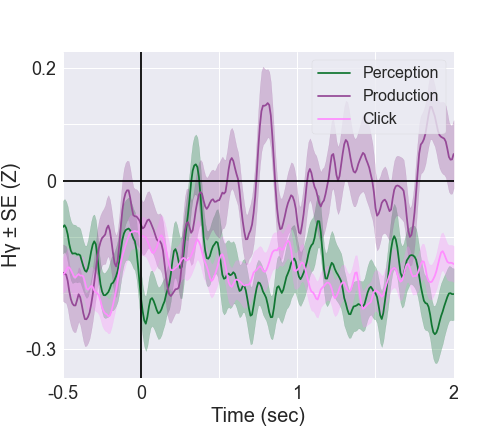 0.2
0
-0.3
Hγ ± SE (Z)
Perception
Production
Click
-0.5
0
1
2
Time (sec)